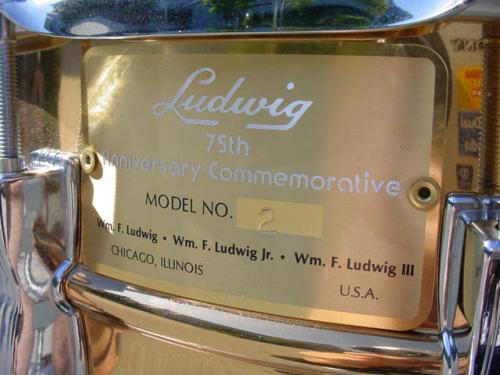 Ludwig
75th
Anniversary Commemorative
MODEL NO. 2
Wm. F. Ludwig • Wm. F. Ludwig Jr. • Wm. F. Ludwig III
CHICAGO, ILLINOIS
U.S.A.